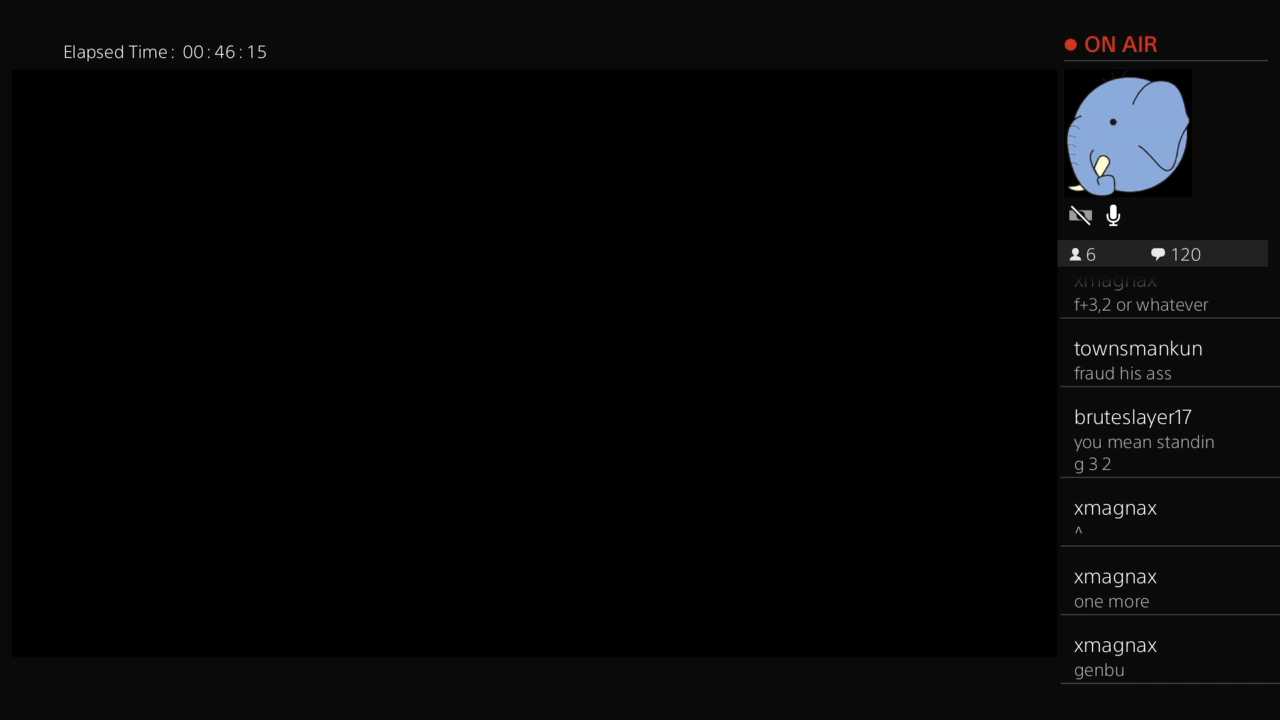 Elapsed Time: 00:46:15
ON AIR
6 120
xmagnax
f+3,2 or whatever
townsmankun
fraud his ass
bruteslayer17
you mean standin
g 3 2
xmagnax
^
xmagnax
one more
xmagnax
genbu